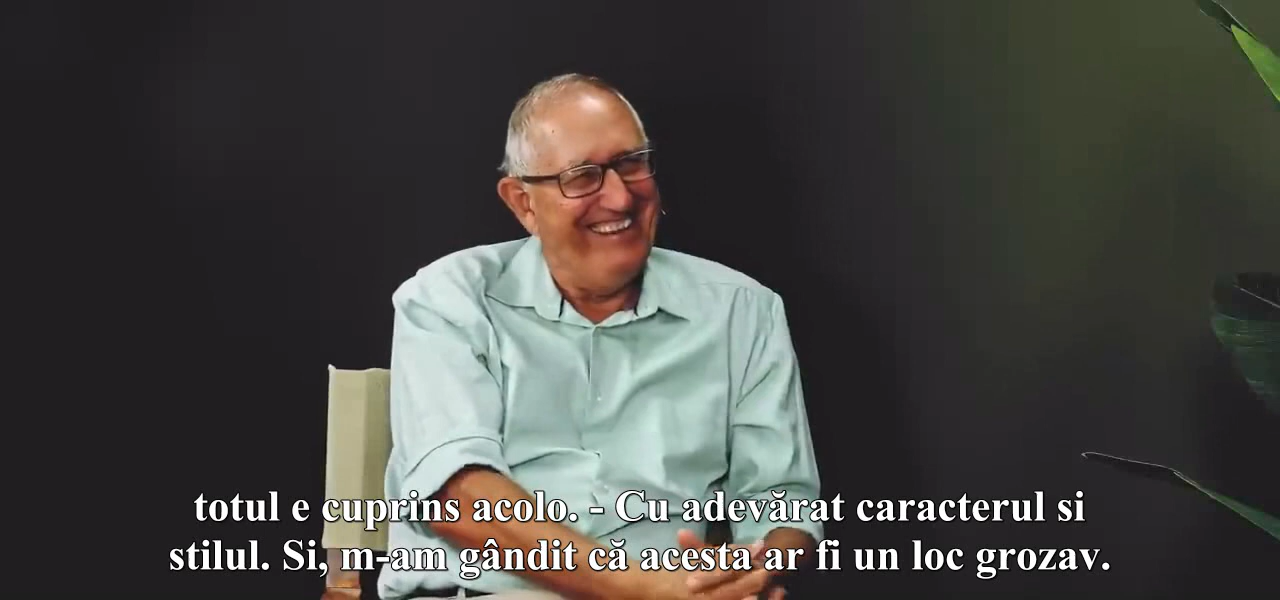 totul e cuprins acolo. - Cu adevărat caracterul si
stilul. Si, m-am gândit că acesta ar fi un loc grozav.